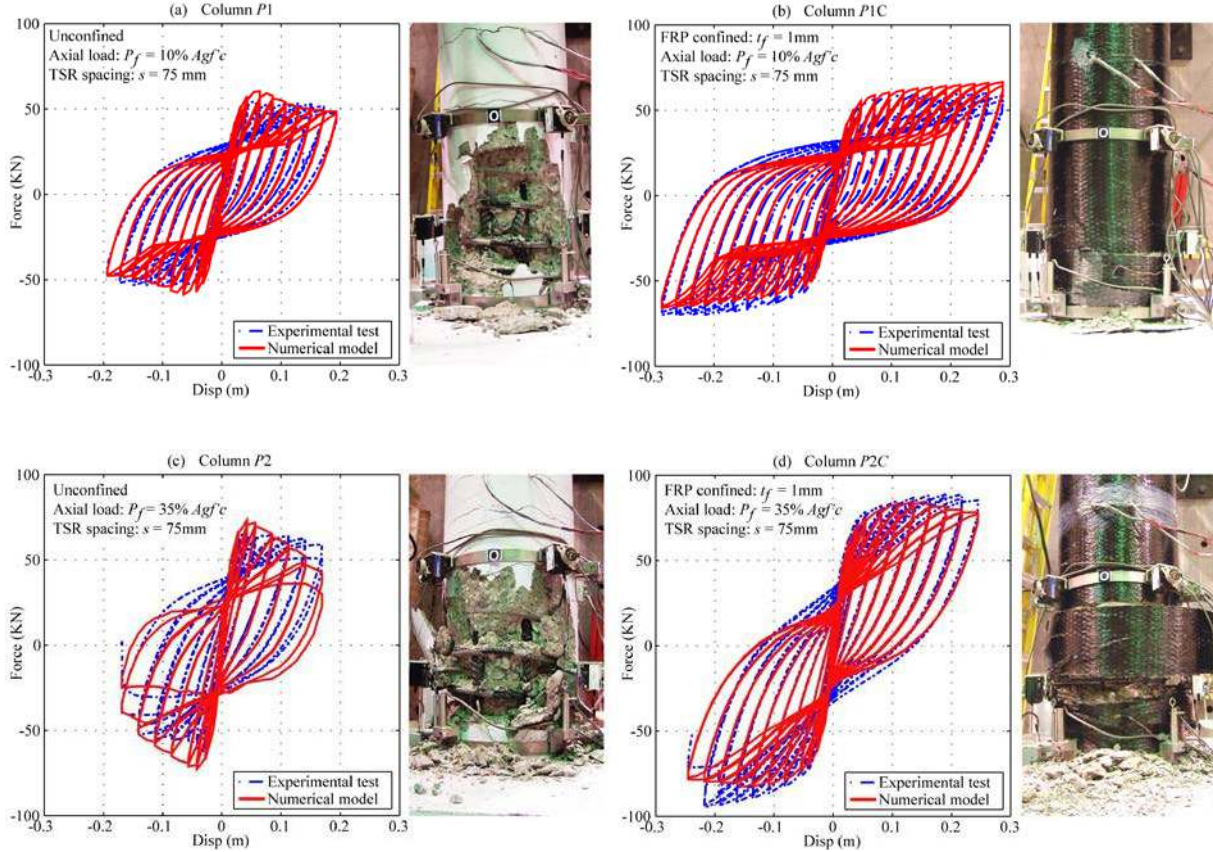 (a) Column P1
100
50
0
-50
-100
Force (KN)
Unconfined
Axial load: Pf = 10% Agf'c
TSR spacing: s = 75 mm
Experimental test
Numerical model
-0.3 -0.2 -0.1 0 0.1 0.2 0.3
Disp (m)
O
(b) Column P1C
100
50
0
-50
-100
Force (KN)
FRP confined: tf = 1mm
Axial load: Pf = 10% Agf'c
TSR spacing: s = 75 mm
Experimental test
Numerical model
-0.3 -0.2 -0.1 0 0.1 0.2 0.3
Disp (m)
O
(c) Column P2
100
50
0
-50
-100
Force (KN)
Unconfined
Axial load: Pf = 35% Agf'c
TSR spacing: s = 75mm
Experimental test
Numerical model
-0.3 -0.2 -0.1 0 0.1 0.2 0.3
Disp (m)
O
(d) Column P2C
100
50
0
-50
-100
Force (KN)
FRP confined: tf = 1mm
Axial load: Pf = 35% Agf'c
TSR spacing: s = 75mm
Experimental test
Numerical model
-0.3 -0.2 -0.1 0 0.1 0.2 0.3
Disp (m)
O